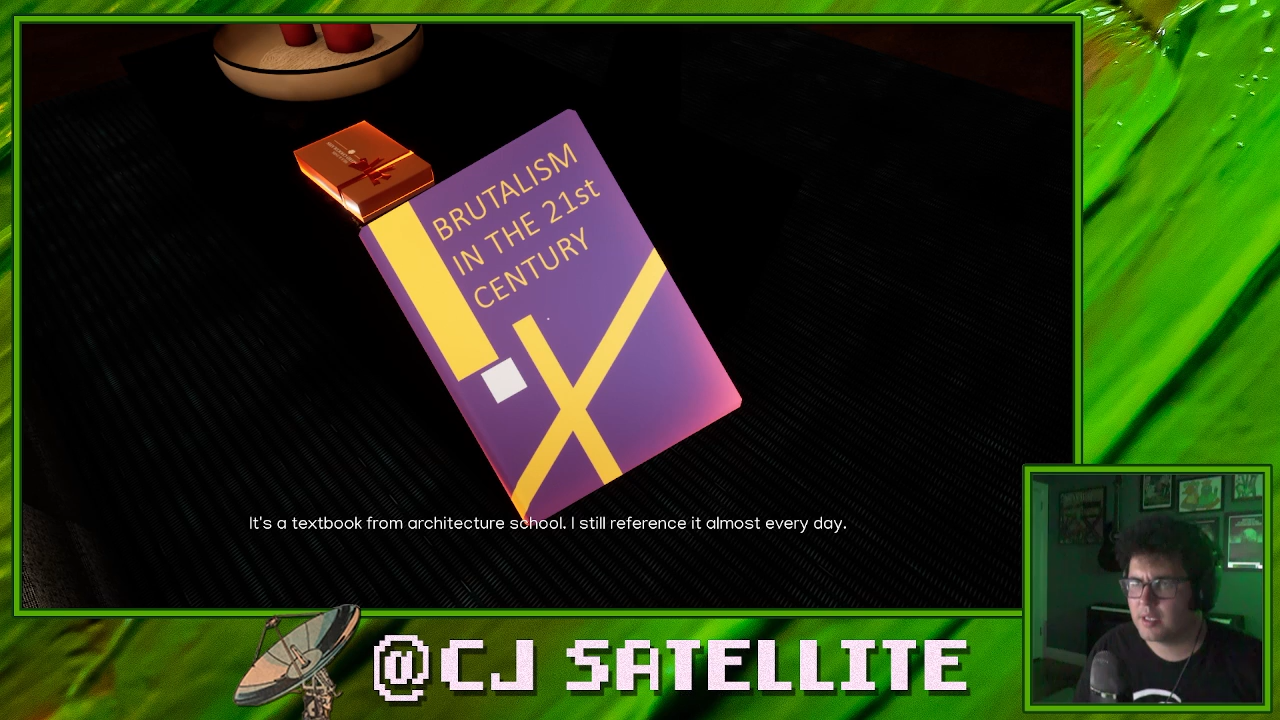 BRUTALISM
IN THE 21st
CENTURY
It's a textbook from architecture school. I still reference it almost every day.
@CJ SATELLITE